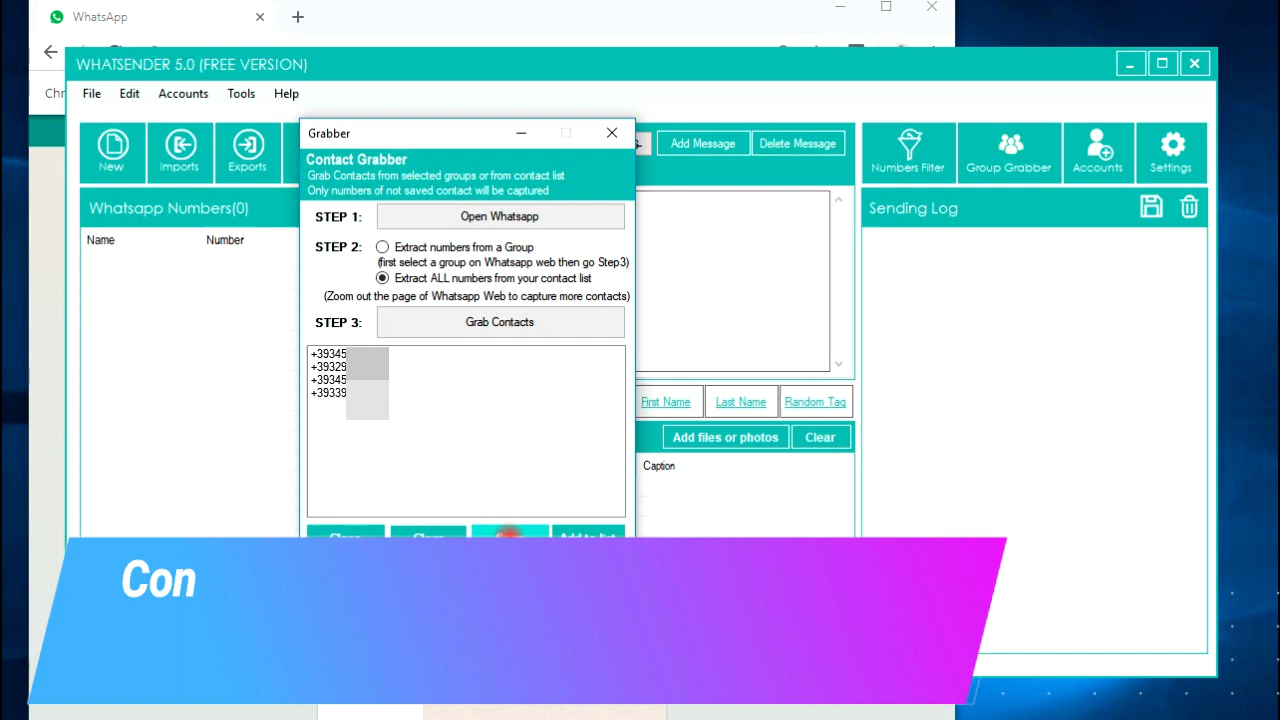 WhatsApp
WHATSENDER 5.0 (FREE VERSION)
File Edit Accounts Tools Help
Chr
New
Imports
Exports
Grabber
Contact Grabber
Grab Contacts from selected groups or from contact list
Only numbers of not saved contact will be captured
STEP 1:
Open Whatsapp
STEP 2:
Extract numbers from a Group
(first select a group on Whatsapp web then go Step3)
Extract ALL numbers from your contact list
(Zoom out the page of Whatsapp Web to capture more contacts)
STEP 3:
Grab Contacts
+39345
+39329
+39345
+39339
Add Message
Delete Message
Numbers Filter
Group Grabber
Accounts
Settings
Whatsapp Numbers(0)
Name Number
Sending Log
First Name
Last Name
Random Tag
Add files or photos
Clear
Caption
Add to list
Con